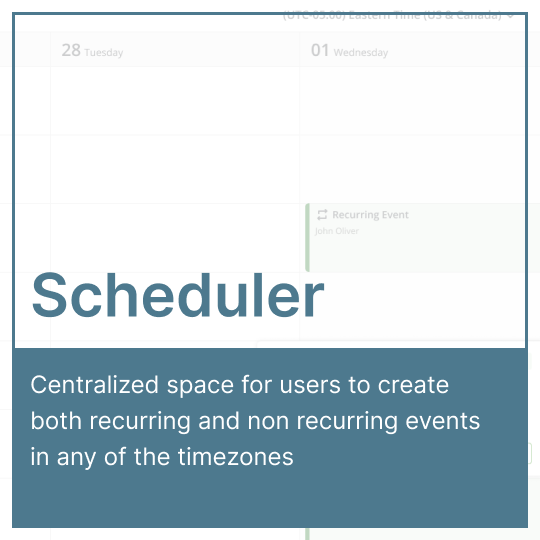 (UTC-05:00) Eastern Time (US & Canada)
28 Tuesday
01 Wednesday
Recurring Event
John Oliver
Scheduler
Centralized space for users to create
both recurring and non recurring events
in any of the timezones